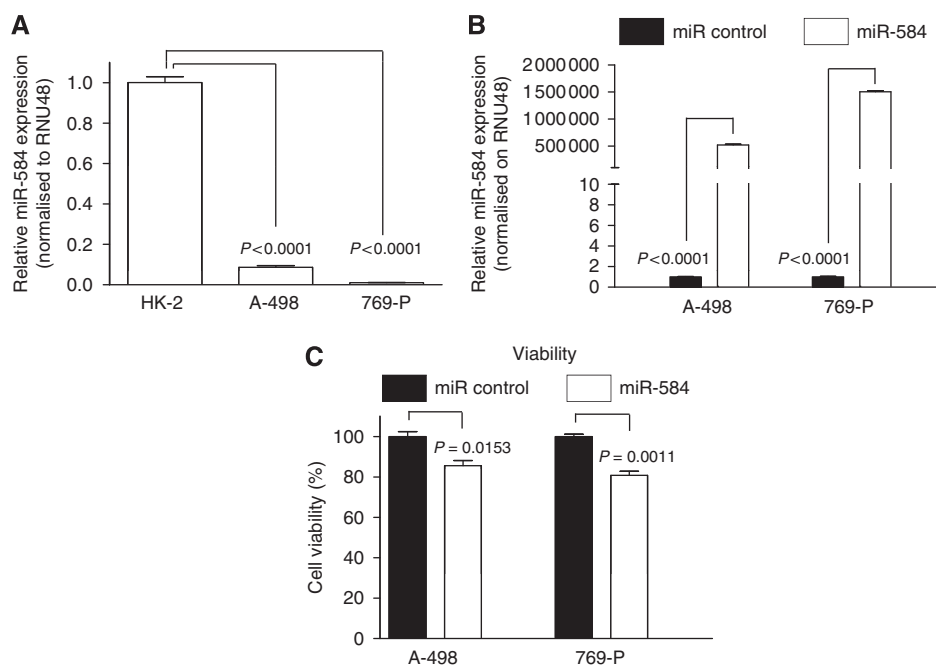 A
Relative miR-584 expression
(normalised to RNU48)
1.0
0.8
0.6
0.4
0.2
0.0
P<0.0001
P<0.0001
HK-2
A-498
769-P
B
miR control
miR-584
Relative miR-584 expression
(normalised on RNU48)
2000000
1500000
1000000
500000
10
8
6
4
2
0
P<0.0001
P<0.0001
A-498
769-P
C
Viability
miR control
miR-584
Cell viability (%)
100
80
60
40
20
0
P = 0.0153
P = 0.0011
A-498
769-P